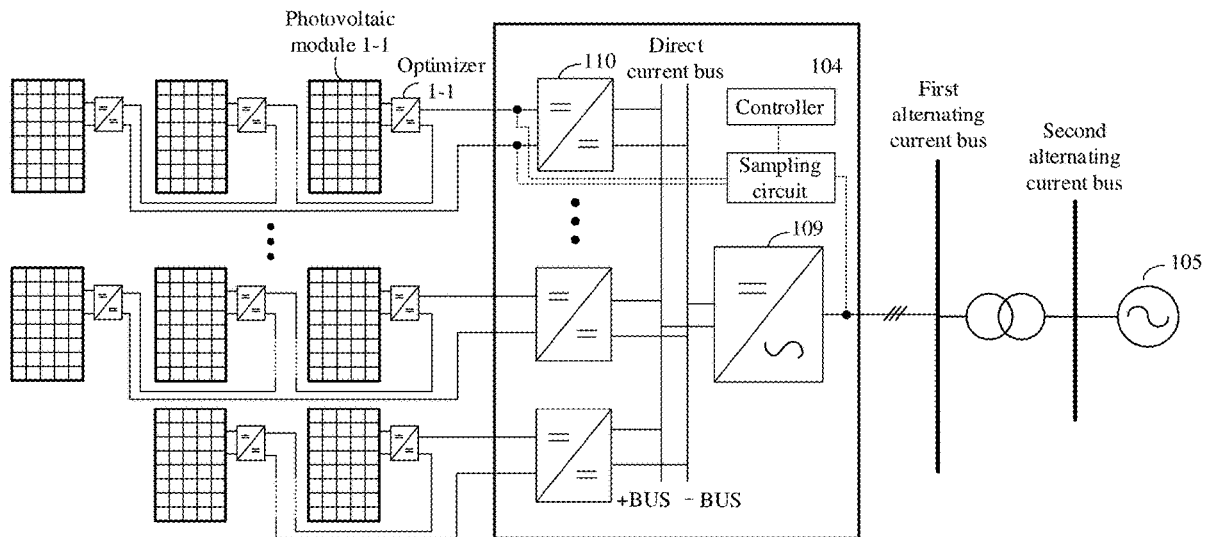 Photovoltaic
module 1-1
Optimizer
1-1
110
Direct
current bus
104
Controller
Sampling
circuit
109
+BUS
- BUS
First
alternating
current bus
Second
alternating
current bus
105